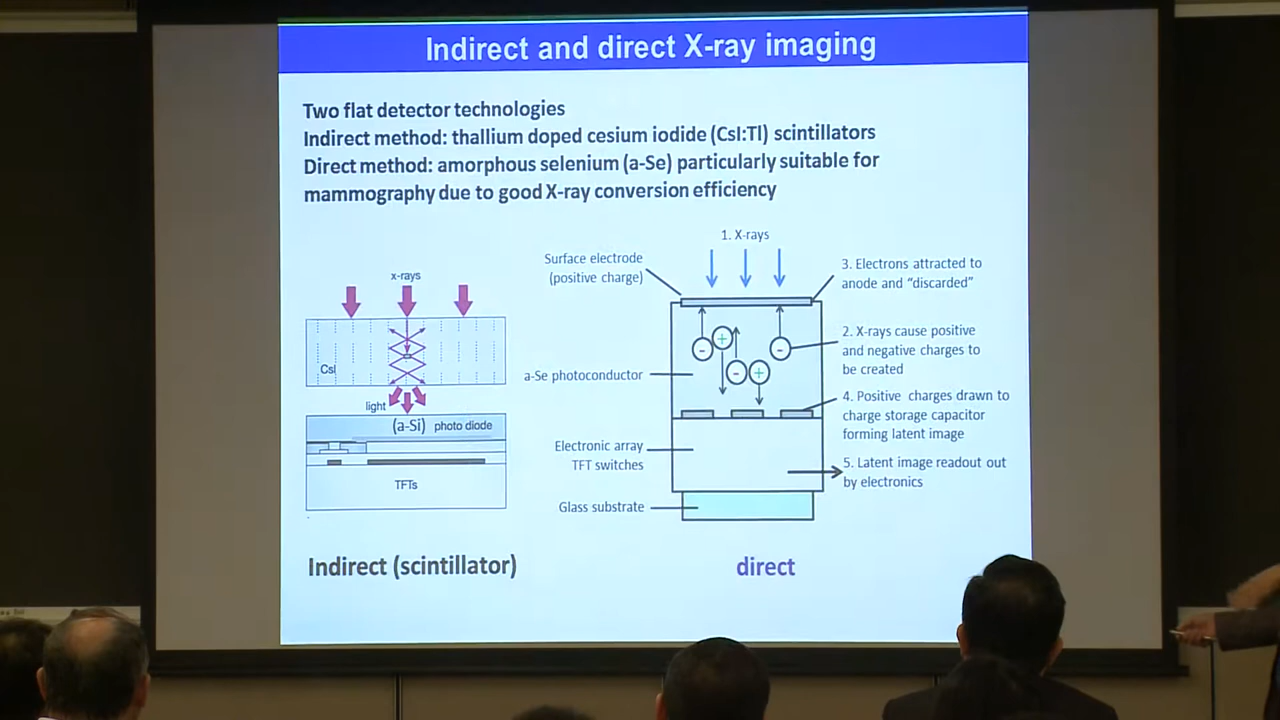 Indirect and direct X-ray imaging
Two flat detector technologies
Indirect method: thallium doped cesium iodide (CsI:Tl) scintillators
Direct method: amorphous selenium (a-Se) particularly suitable for
mammography due to good X-ray conversion efficiency
x-rays
CsI
light
(a-Si) photo diode
TFTs
Indirect (scintillator)
1. X-rays
Surface electrode
(positive charge)
3. Electrons attracted to
anode and “discarded”
-
+
-
+
-
2. X-rays cause positive
and negative charges to
be created
a-Se photoconductor
4. Positive charges drawn to
charge storage capacitor
forming latent image
Electronic array
TFT switches
5. Latent image readout out
by electronics
Glass substrate
direct